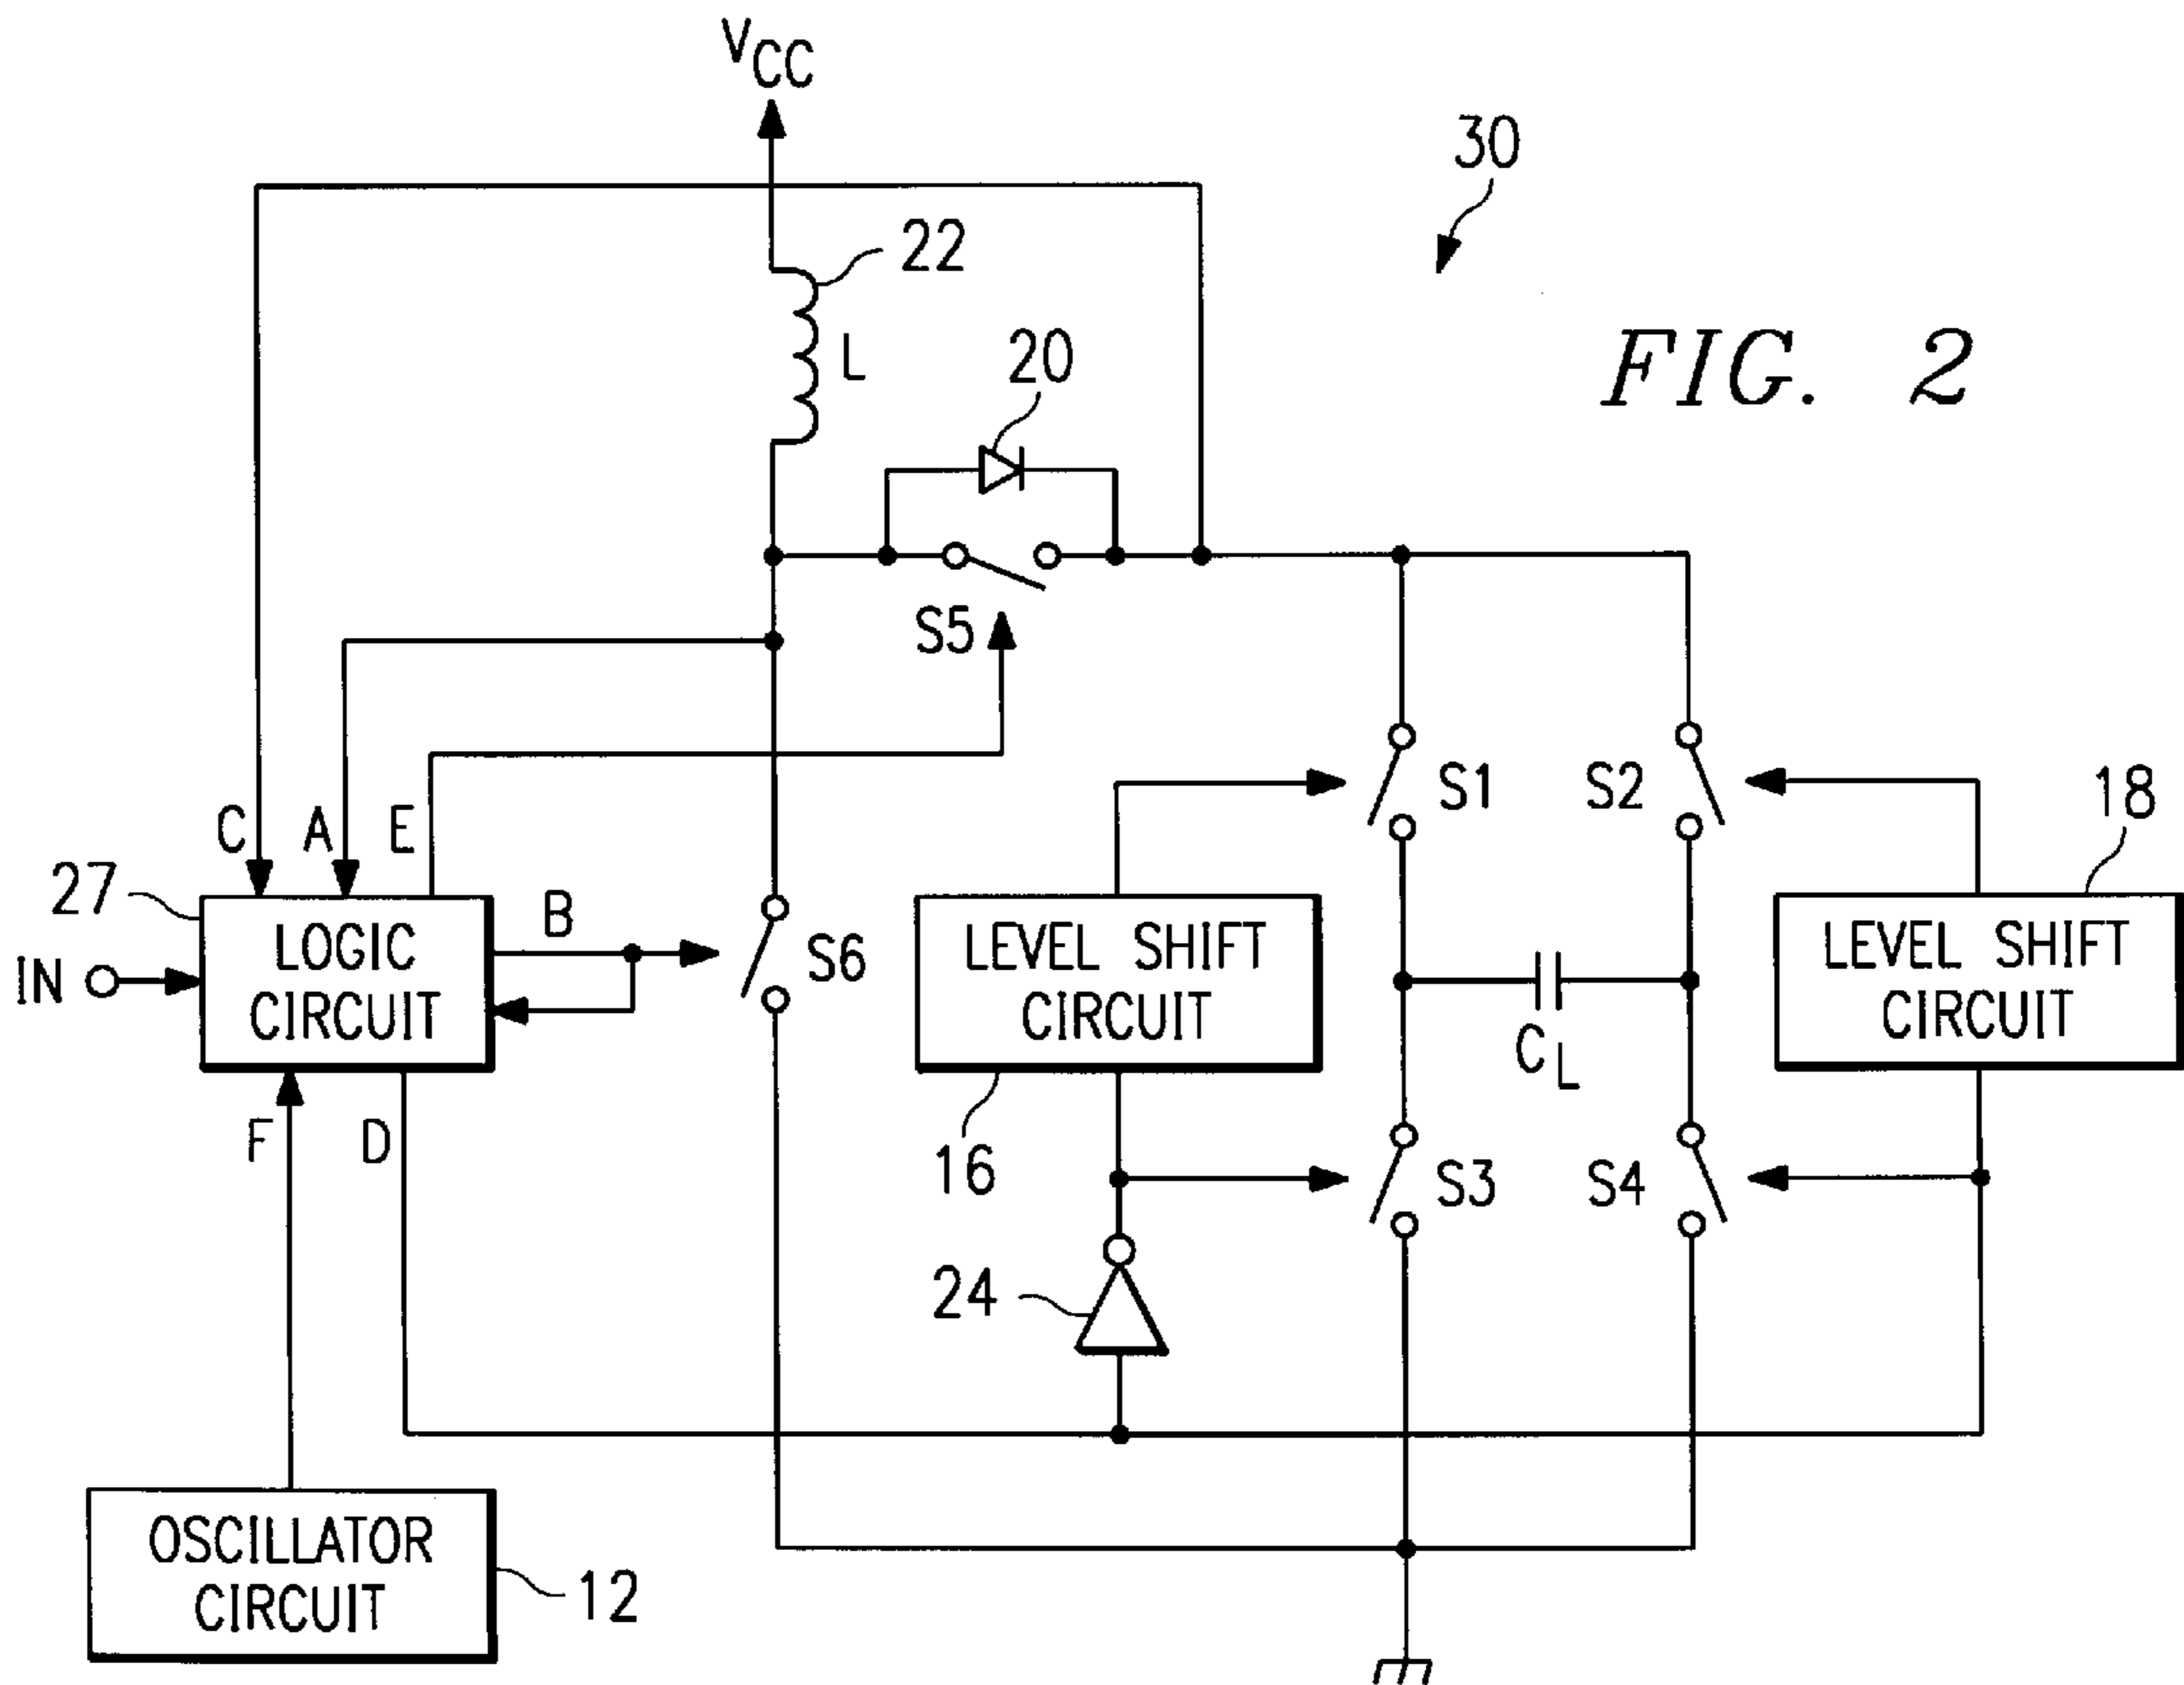 VCC
30
22
FIG. 2
L
20
S5
S1
S2
18
C
A
E
27
B
LOGIC
CIRCUIT
IN
S6
LEVEL SHIFT
CIRCUIT
LEVEL SHIFT
CIRCUIT
CL
F
D
16
S3
S4
24
OSCILLATOR
CIRCUIT
12